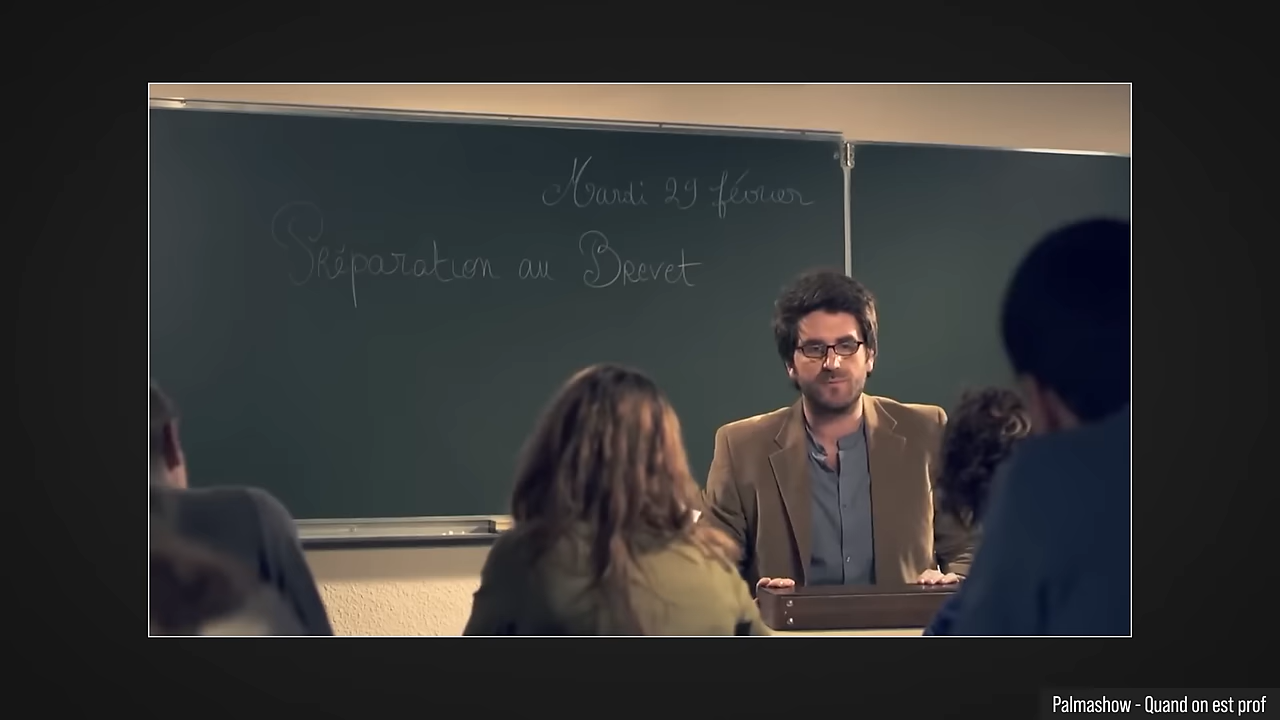 Mardi 29 février
Préparation au Brevet
Palmashow - Quand on est prof